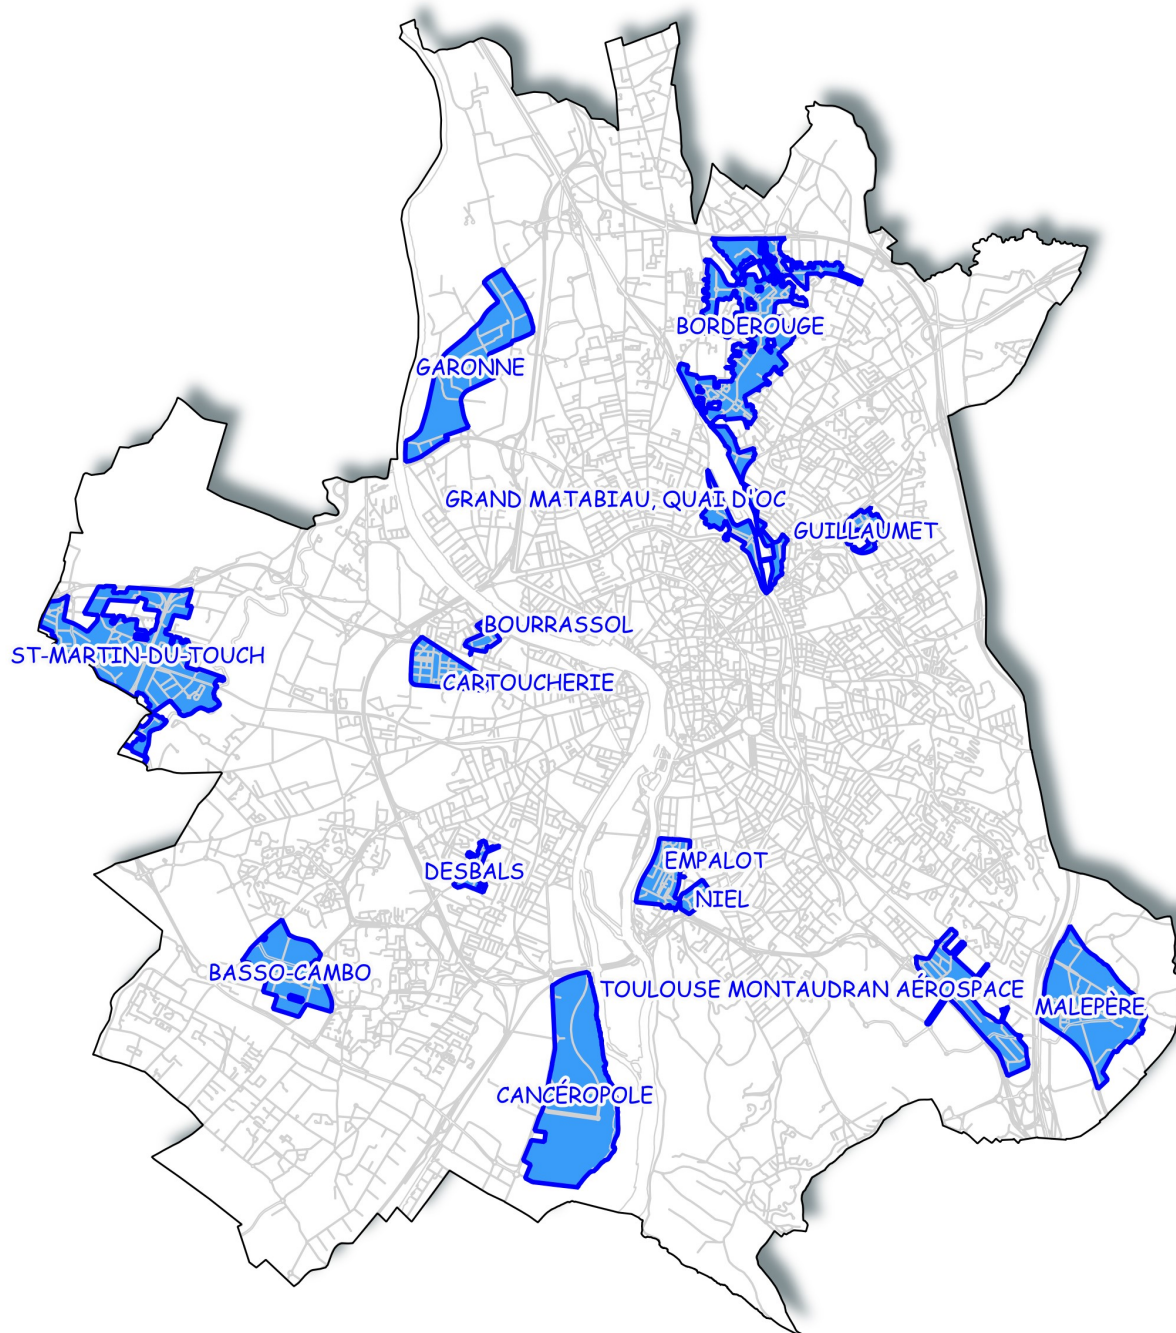 BORDEROUGE
GARONNE
GRAND MATABIAU, QUAI D'OC
GUILLAUMET
BOURRASSOL
ST-MARTIN-DU-TOUCH
CARTOUCHERIE
EMPALOT
DESBALS
NIEL
BASSO-CAMBO
TOULOUSE MONTAUDRAN AÉROSPACE
MALEPÈRE
CANCÉROPOLE